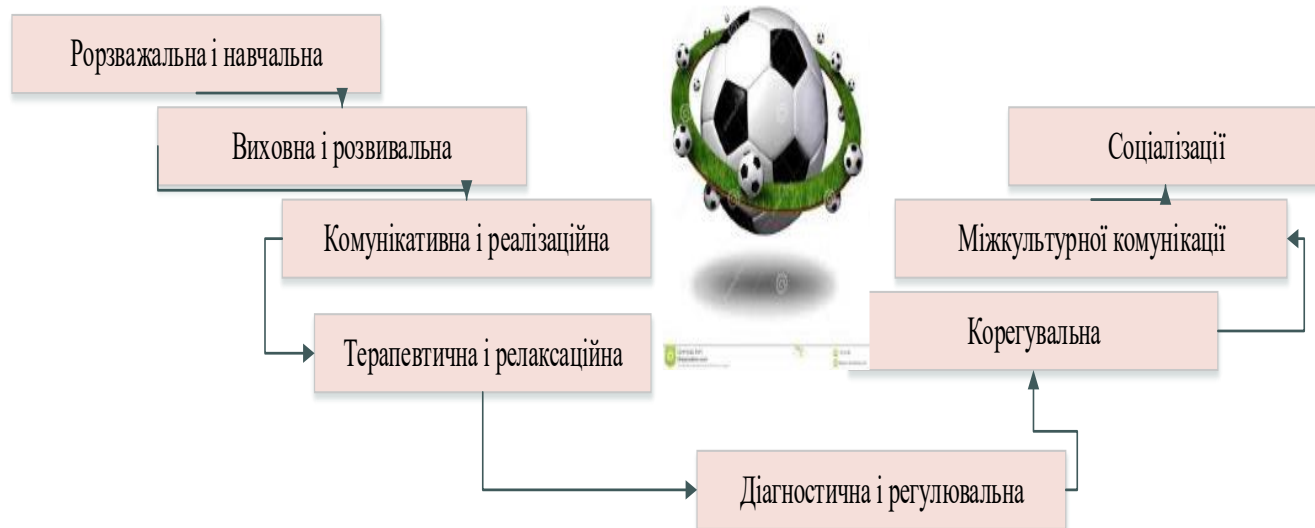 Рорзважальна і навчальна
Виховна і розвивальна
Комунікативна і реалізаційна
Терапевтична і релаксаційна
Діагностична і регулювальна
Корегувальна
Міжкультурної комунікації
Соціалізації